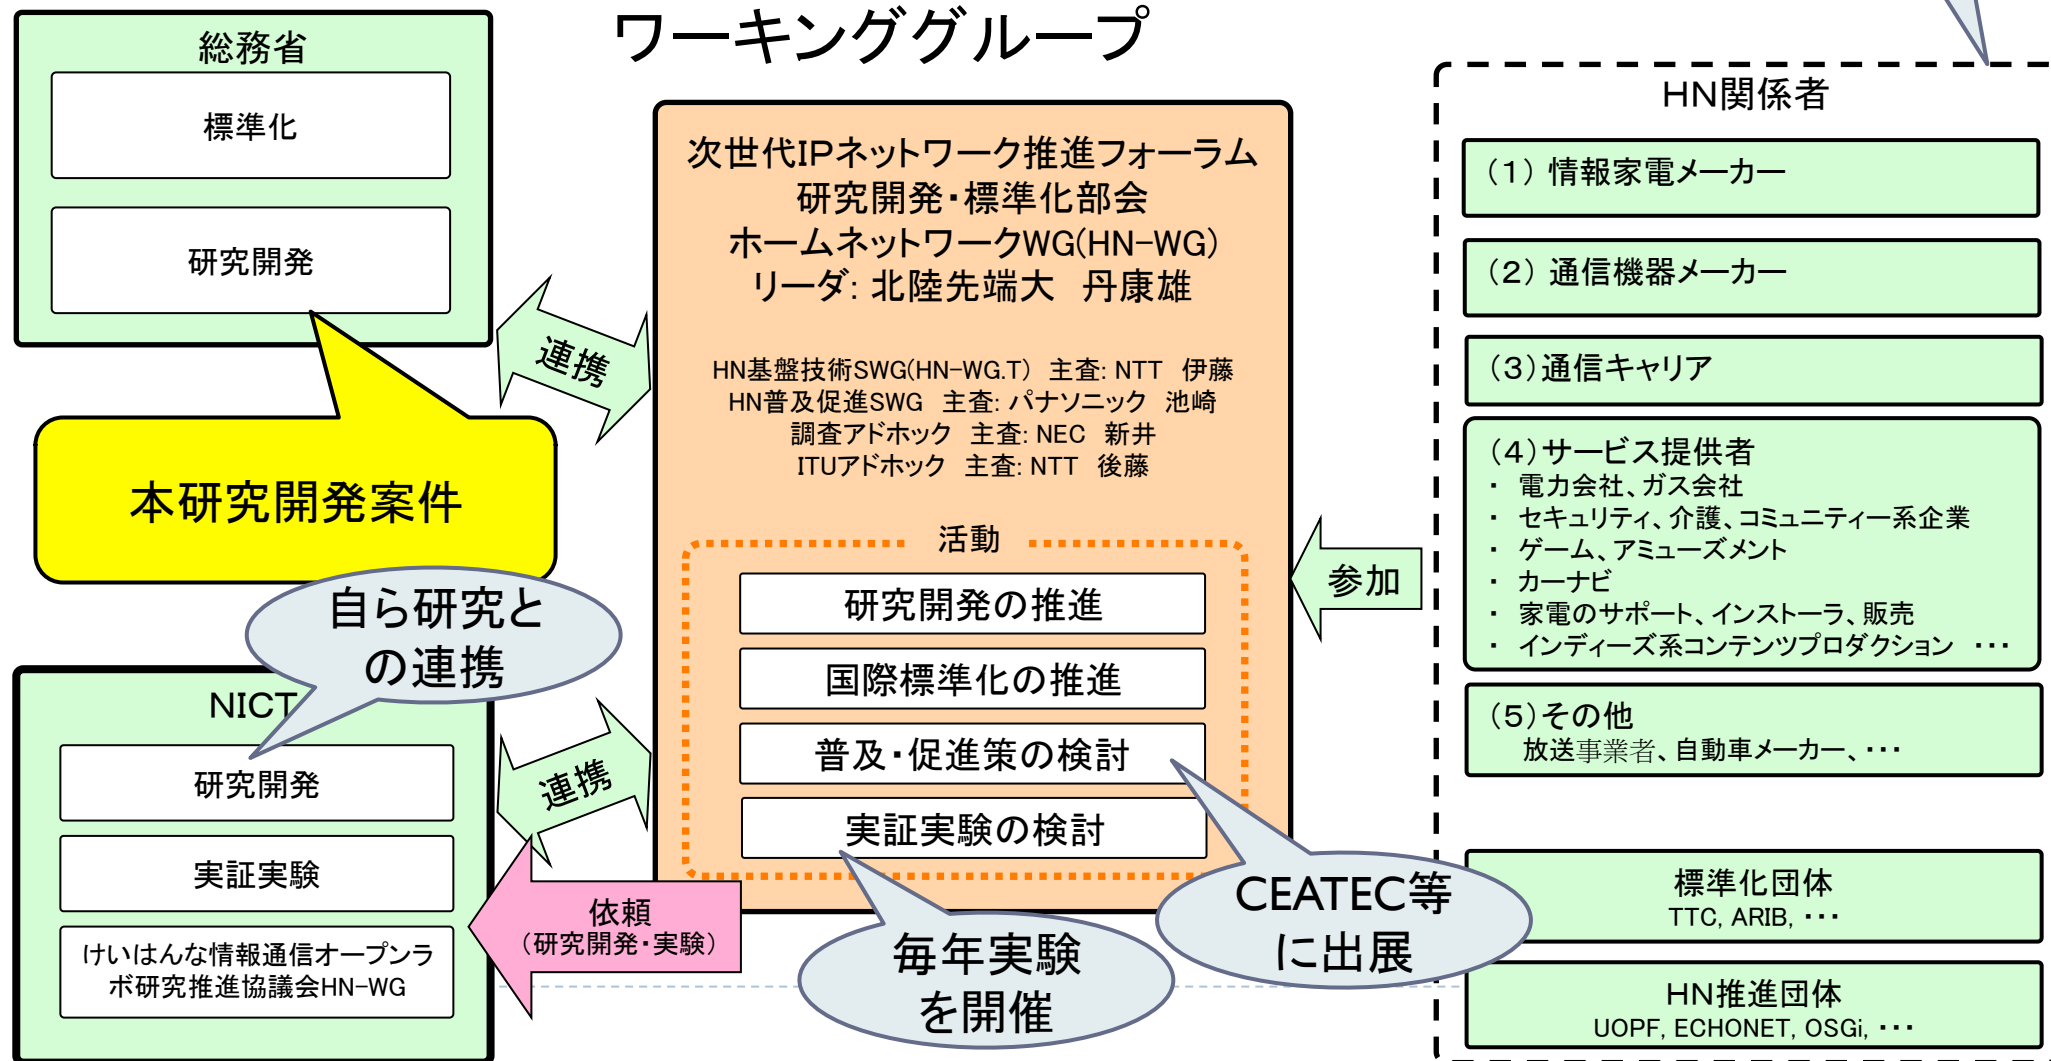 ワーキンググループ
総務省
標準化
研究開発
本研究開発案件
自ら研究と
の連携
NICT
研究開発
実証実験
けいはんな情報通信オープンラ
ボ研究推進協議会HN-WG
連携
連携
依頼
（研究開発・実験）
次世代IPネットワーク推進フォーラム
研究開発・標準化部会
ホームネットワークWG(HN-WG)
リーダ: 北陸先端大　丹康雄
HN基盤技術SWG(HN-WG.T)　主査: NTT　伊藤
HN普及促進SWG　主査: パナソニック　池崎
調査アドホック　主査: NEC　新井
ITUアドホック　主査: NTT　後藤
活動
研究開発の推進
国際標準化の推進
普及・促進策の検討
実証実験の検討
毎年実験
を開催
CEATEC等
に出展
参加
HN関係者
（1） 情報家電メーカー
（2） 通信機器メーカー
（3）通信キャリア
（4）サービス提供者
・ 電力会社、ガス会社
・ セキュリティ、介護、コミュニティー系企業
・ ゲーム、アミューズメント
・ カーナビ
・ 家電のサポート、インストーラ、販売
・ インディーズ系コンテンツプロダクション　・・・
（5）その他
放送事業者、自動車メーカー、・・・
標準化団体
TTC, ARIB, ・・・
HN推進団体
UOPF, ECHONET, OSGi, ・・・